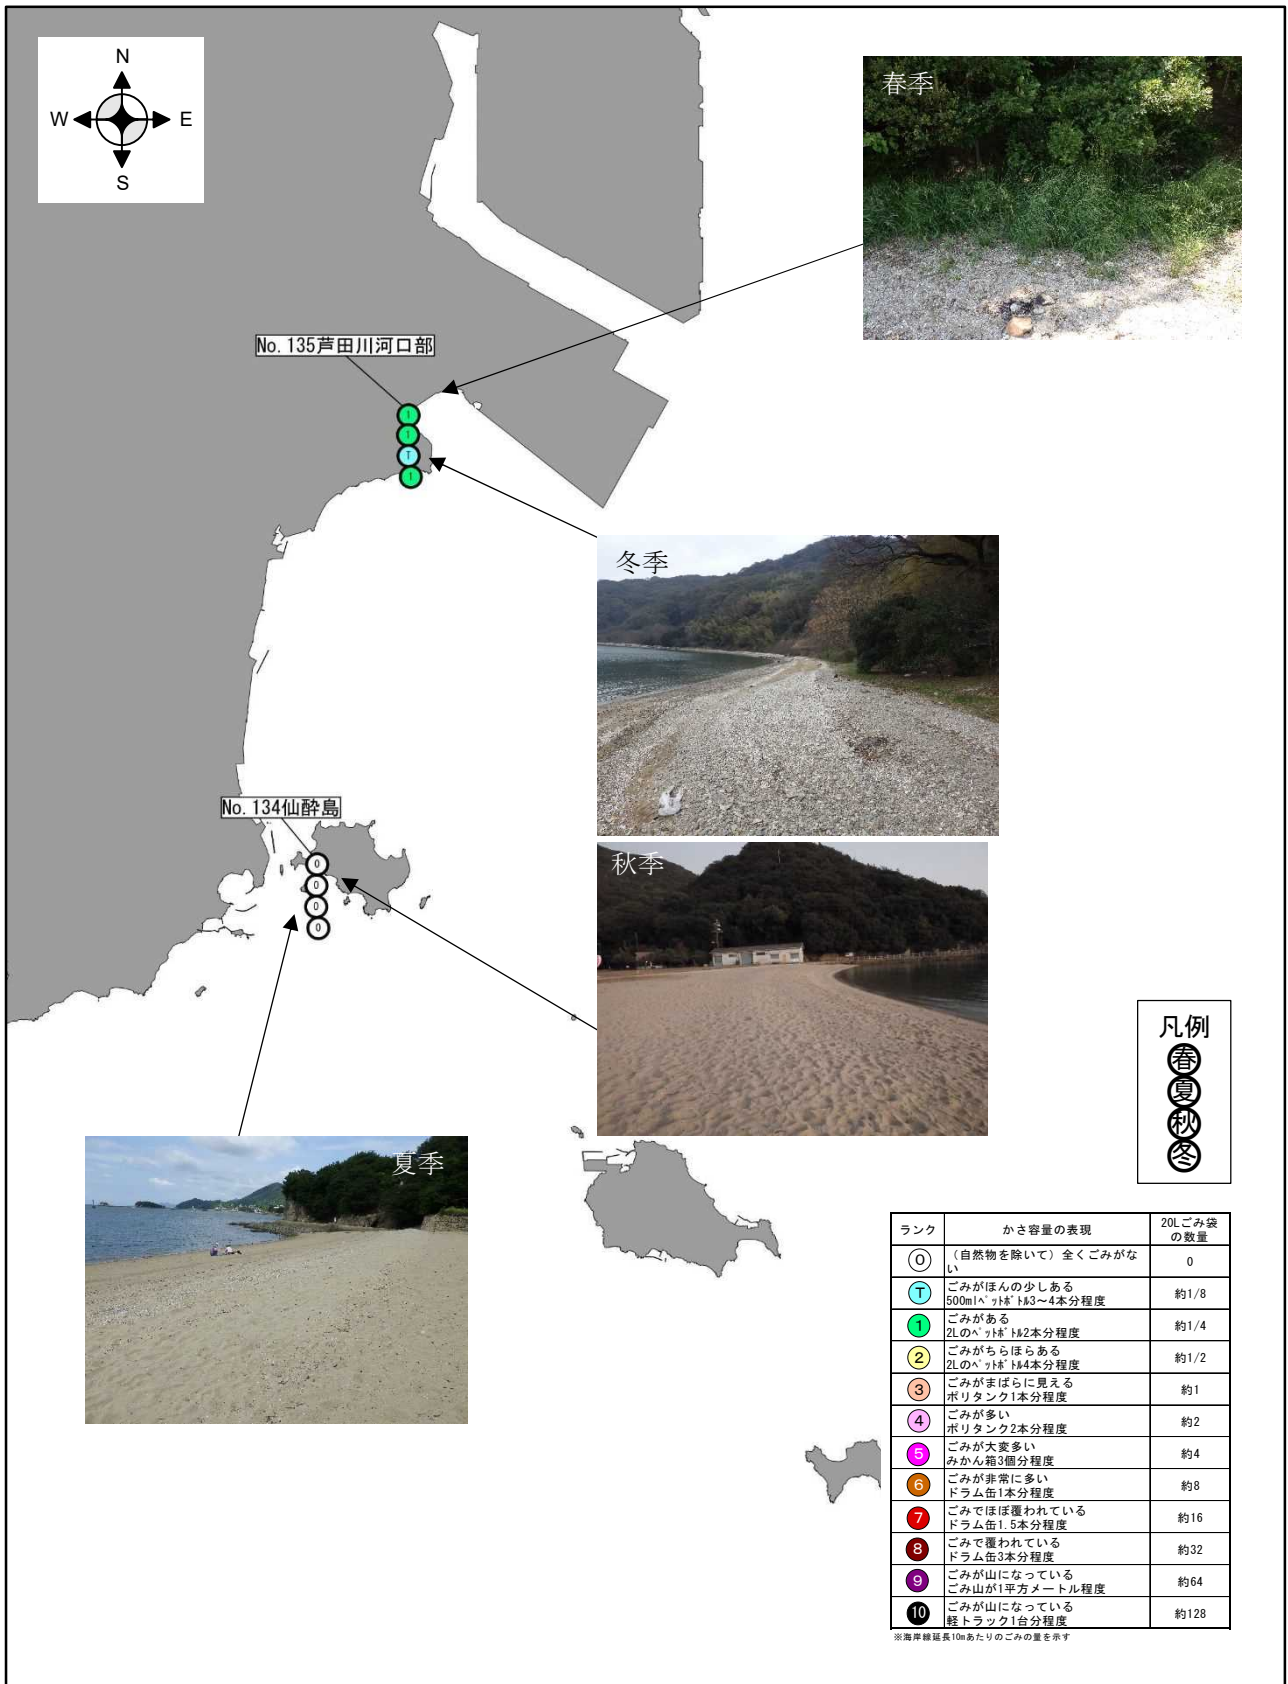 N
W E
S
春季
No.135芦田川河口部
1
1
T
1
冬季
No.134仙酔島
0
0
0
0
秋季
夏季
凡例
春
夏
秋
冬
ランク かさ容量の表現 20Lごみ袋の数量
0 （自然物を除いて）全くごみがない 0
T ごみがほんの少しある
500mlﾍﾟｯﾄﾎﾞﾄﾙ3～4本分程度 約1/8
1 ごみがある
2Lのﾍﾟｯﾄﾎﾞﾄﾙ2本分程度 約1/4
2 ごみがちらほらある
2Lのﾍﾟｯﾄﾎﾞﾄﾙ4本分程度 約1/2
3 ごみがまばらに見える
ポリタンク1本分程度 約1
4 ごみが多い
ポリタンク2本分程度 約2
5 ごみが大変多い
みかん箱3個分程度 約4
6 ごみが非常に多い
ドラム缶1本分程度 約8
7 ごみでほぼ覆われている
ドラム缶1.5本分程度 約16
8 ごみで覆われている
ドラム缶3本分程度 約32
9 ごみが山になっている
ごみ山が1平方メートル程度 約64
10 ごみが山になっている
軽トラック1台分程度 約128
※海岸線延長10mあたりのごみの量を示す